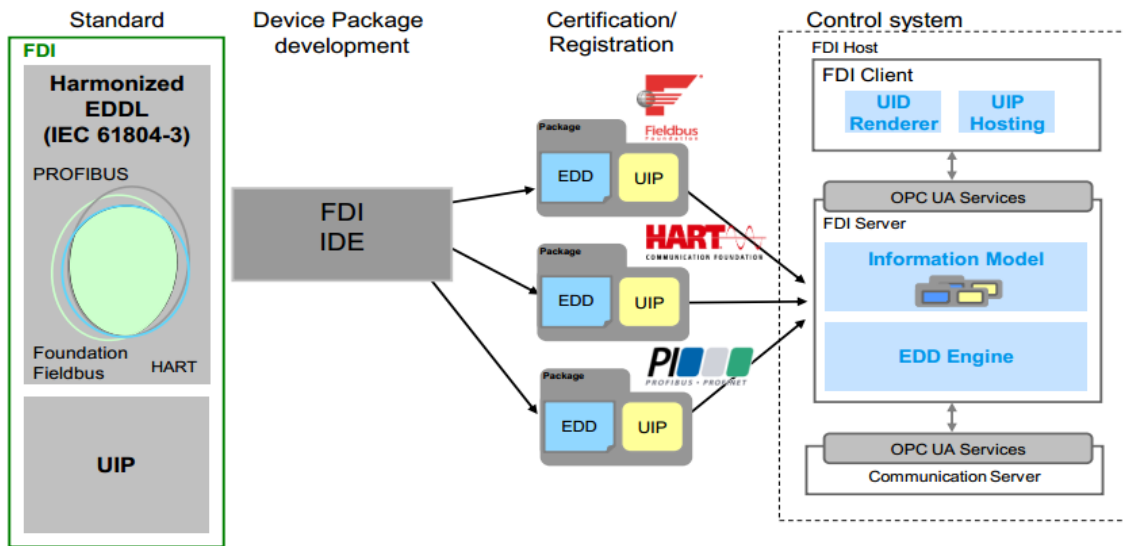 Standard
FDI
Harmonized
EDDL
(IEC 61804-3)
PROFIBUS
Foundation
Fieldbus
HART
UIP
Device Package
development
FDI
IDE
Certification/
Registration
Fieldbus
Foundation
Package
EDD
UIP
HART
COMMUNICATION FOUNDATION
Package
EDD
UIP
PI
PROFIBUS • PROFINET
Package
EDD
UIP
Control system
FDI Host
FDI Client
UID
Renderer
UIP
Hosting
OPC UA Services
FDI Server
Information Model
EDD Engine
OPC UA Services
Communication Server